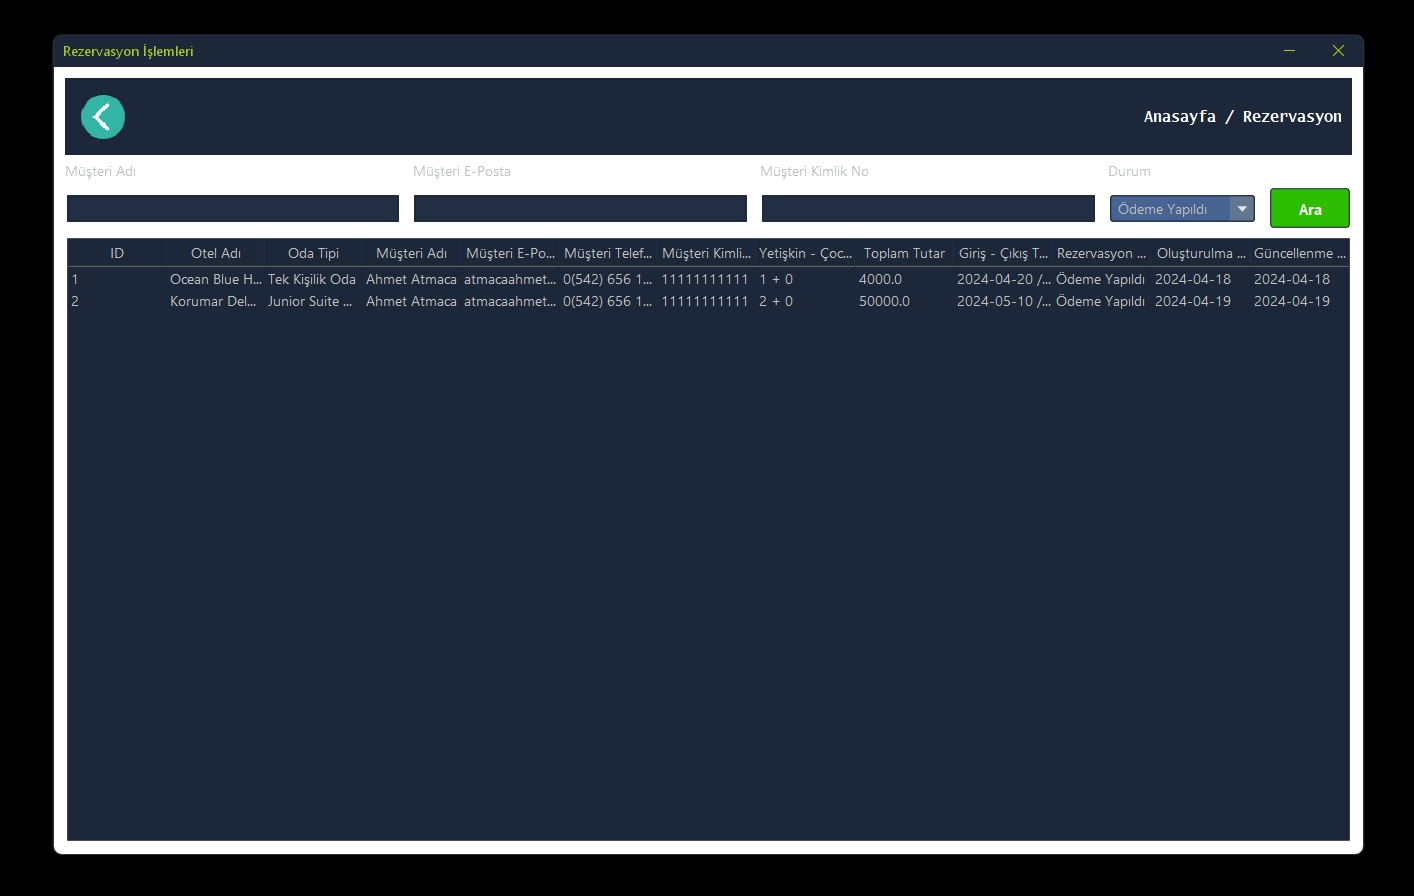 Rezervasyon İşlemleri
Anasayfa / Rezervasyon
Müşteri Adı Müşteri E-Posta Müşteri Kimlik No Durum
Ödeme Yapıldı Ara
ID Otel Adı Oda Tipi Müşteri Adı Müşteri E-Po... Müşteri Telef... Müşteri Kimli... Yetişkin - Çoc... Toplam Tutar Giriş - Çıkış T... Rezervasyon ... Oluşturulma ... Güncellenme ...
1 Ocean Blue H... Tek Kişilik Oda Ahmet Atmaca atmacaahmet... 0(542) 656 1... 11111111111 1 + 0 4000.0 2024-04-20 /... Ödeme Yapıldı 2024-04-18 2024-04-18
2 Korumar Del... Junior Suite ... Ahmet Atmaca atmacaahmet... 0(542) 656 1... 11111111111 2 + 0 50000.0 2024-05-10 /... Ödeme Yapıldı 2024-04-19 2024-04-19